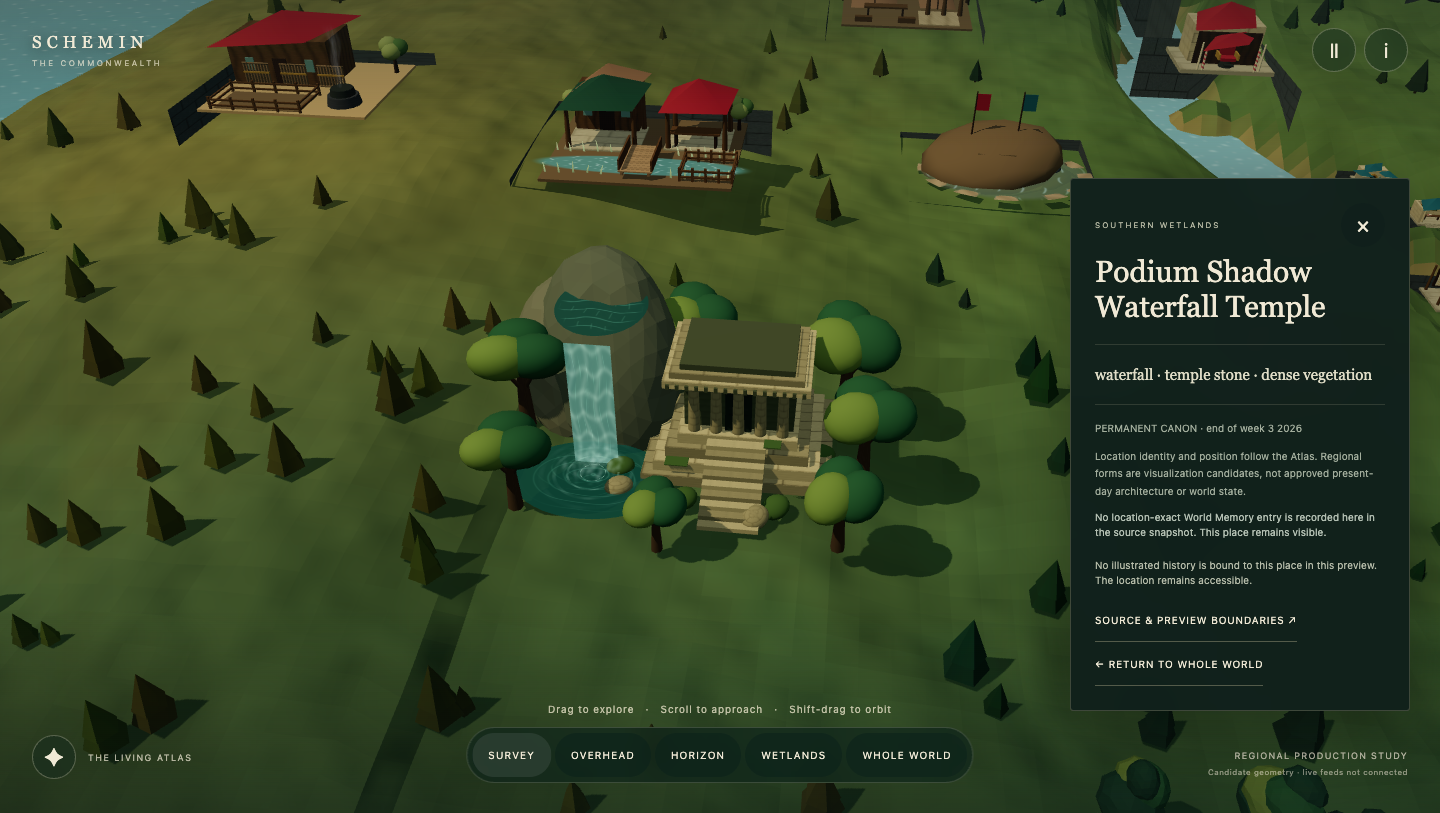 SCHEMIN
THE COMMONWEALTH
i
SOUTHERN WETLANDS
Podium Shadow
Waterfall Temple
waterfall · temple stone · dense vegetation
PERMANENT CANON · end of week 3 2026
Location identity and position follow the Atlas. Regional
forms are visualization candidates, not approved present-
day architecture or world state.
No location-exact World Memory entry is recorded here in
the source snapshot. This place remains visible.
No illustrated history is bound to this place in this preview.
The location remains accessible.
SOURCE & PREVIEW BOUNDARIES ↗
← RETURN TO WHOLE WORLD
Drag to explore · Scroll to approach · Shift-drag to orbit
THE LIVING ATLAS
SURVEY OVERHEAD HORIZON WETLANDS WHOLE WORLD
REGIONAL PRODUCTION STUDY
Candidate geometry · live feeds not connected